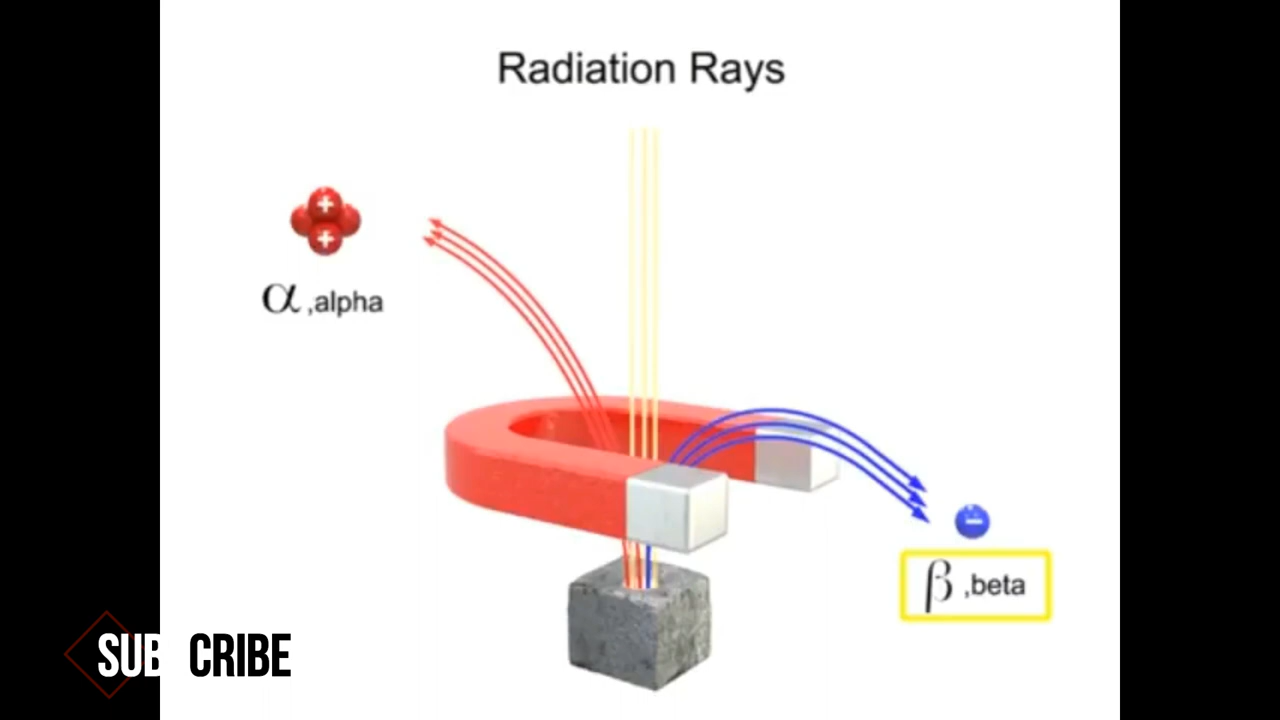 Radiation Rays
+
+
α ,alpha
−
β ,beta
SUB CRIBE